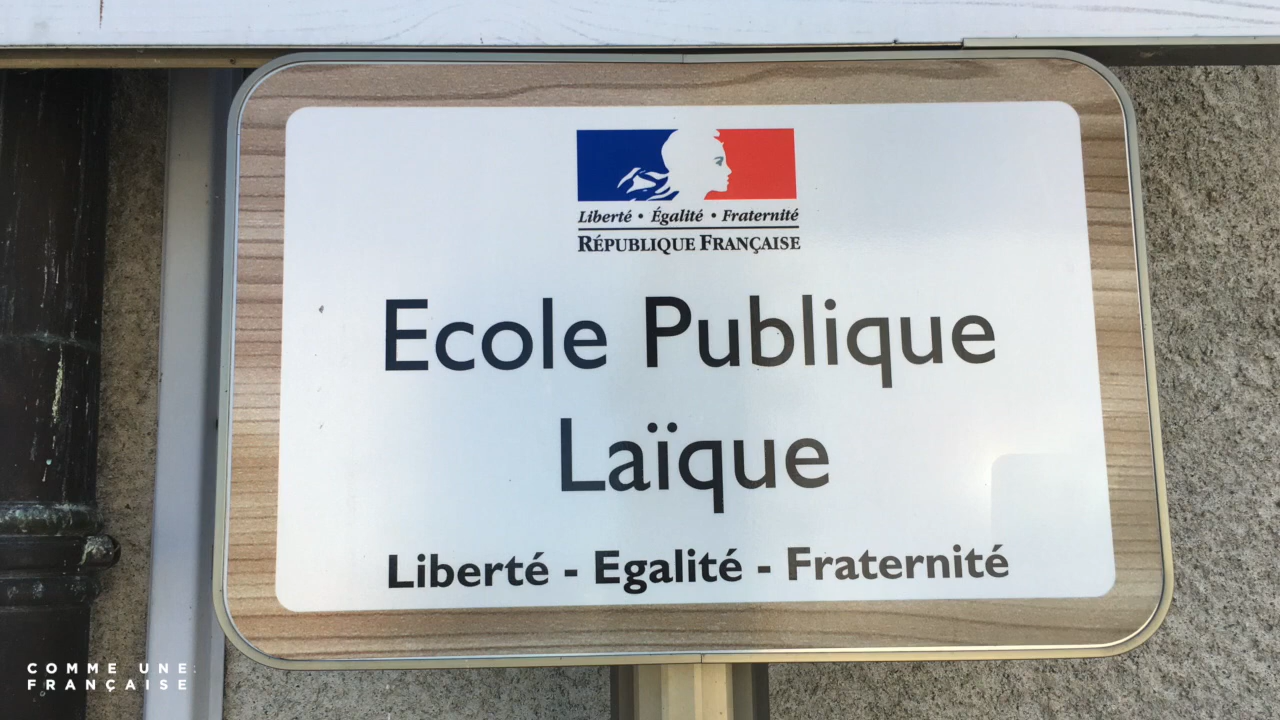 Liberté • Égalité • Fraternité
RÉPUBLIQUE FRANÇAISE
Ecole Publique
Laïque
Liberté - Egalité - Fraternité
COMME UNE
FRANÇAISE